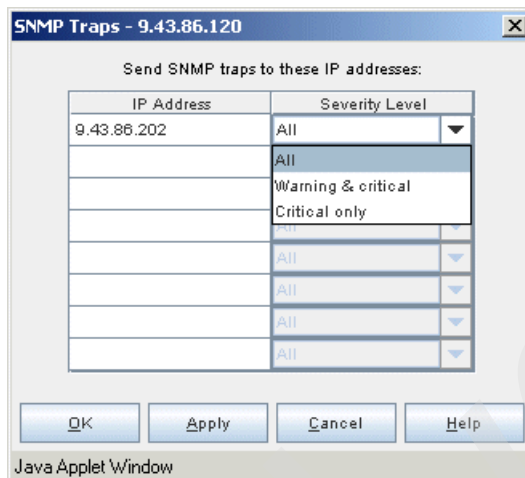 SNMP Traps - 9.43.86.120
Send SNMP traps to these IP addresses:
IP Address Severity Level
9.43.86.202 All
All
Warning & critical
Critical only
All
All
All
All
All
OK Apply Cancel Help
Java Applet Window